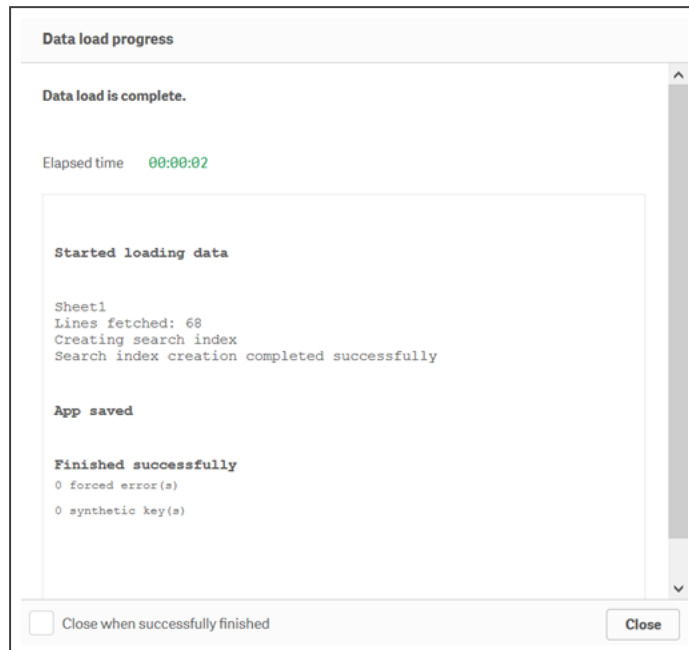 Data load progress
Data load is complete.
Elapsed time 00:00:02
Started loading data
Sheet1
Lines fetched: 68
Creating search index
Search index creation completed successfully
App saved
Finished successfully
0 forced error(s)
0 synthetic key(s)
Close when successfully finished
Close